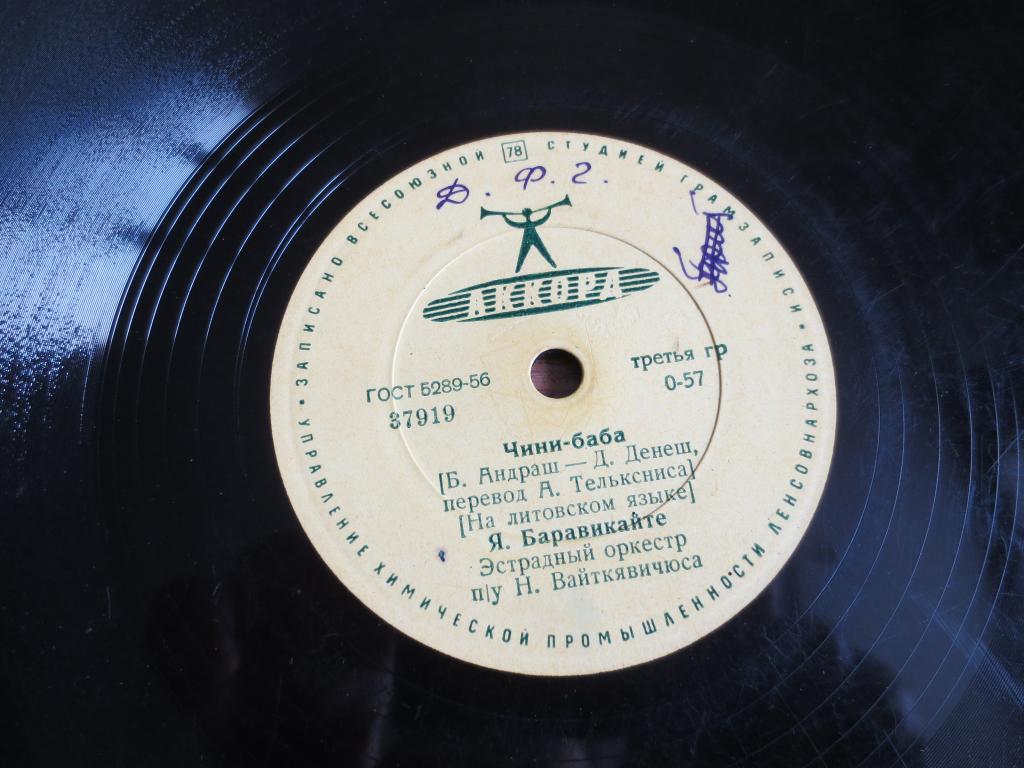 ЗАПИСАНО ВСЕСОЮЗНОЙ 78 СТУДИЕЙ ГРАМЗАПИСИ •
Д. Ф. 2.
АККОРД
ГОСТ 5289-56
37919
третья гр
0-57
Чини-баба
[Б. Андраш — Д. Денеш,
перевод А. Телькcниса]
[На литовском языке]
Я. Баравикайте
Эстрадный оркестр
п/у Н. Вайткявичюса
УПРАВЛЕНИЕ ХИМИЧЕСКОЙ ПРОМЫШЛЕННОСТИ ЛЕНСОВНАРХОЗА •